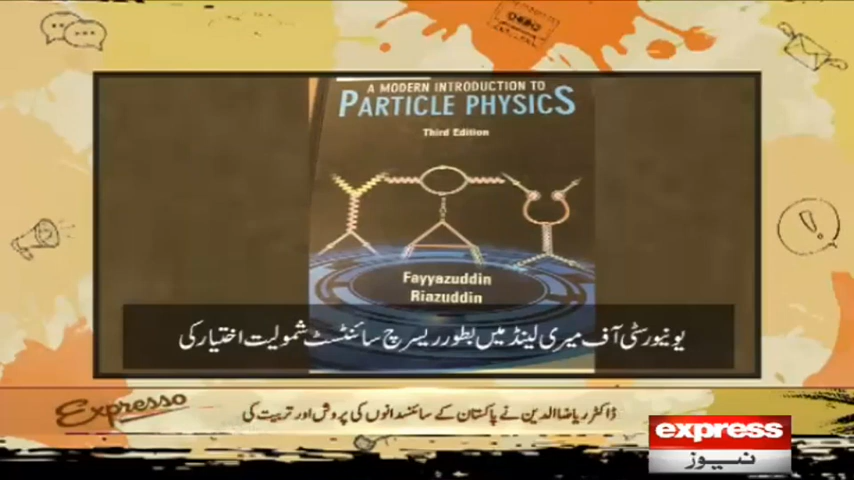 A MODERN INTRODUCTION TO
PARTICLE PHYSICS
Third Edition
Fayyazuddin
Riazuddin
یونیورسٹی آف میری لینڈ میں بطور ریسرچ سائنٹسٹ شمولیت اختیار کی
Expresso
ڈاکٹر ریاض الدین نے پاکستان کے سائنسدانوں کی پروش اور تربیت کی
express
نیوز